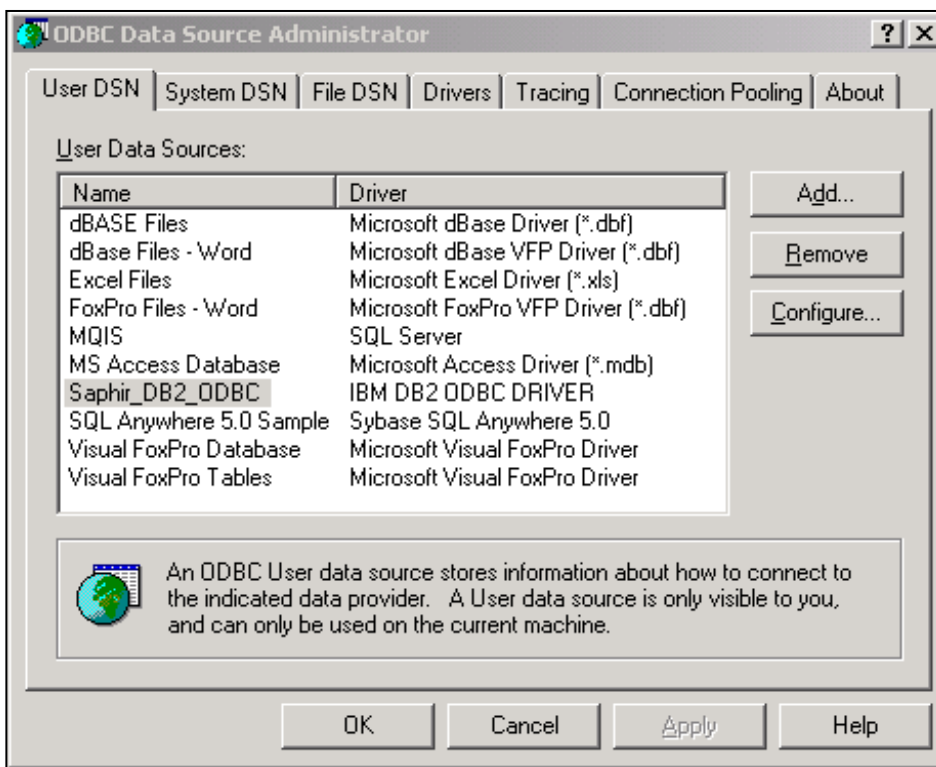 ODBC Data Source Administrator
User DSN System DSN File DSN Drivers Tracing Connection Pooling About
User Data Sources:
Name Driver
dBASE Files Microsoft dBase Driver (*.dbf)
dBase Files - Word Microsoft dBase VFP Driver (*.dbf)
Excel Files Microsoft Excel Driver (*.xls)
FoxPro Files - Word Microsoft FoxPro VFP Driver (*.dbf)
MQIS SQL Server
MS Access Database Microsoft Access Driver (*.mdb)
Saphir_DB2_ODBC IBM DB2 ODBC DRIVER
SQL Anywhere 5.0 Sample Sybase SQL Anywhere 5.0
Visual FoxPro Database Microsoft Visual FoxPro Driver
Visual FoxPro Tables Microsoft Visual FoxPro Driver
Add...
Remove
Configure...
An ODBC User data source stores information about how to connect to
the indicated data provider. A User data source is only visible to you,
and can only be used on the current machine.
OK Cancel Apply Help